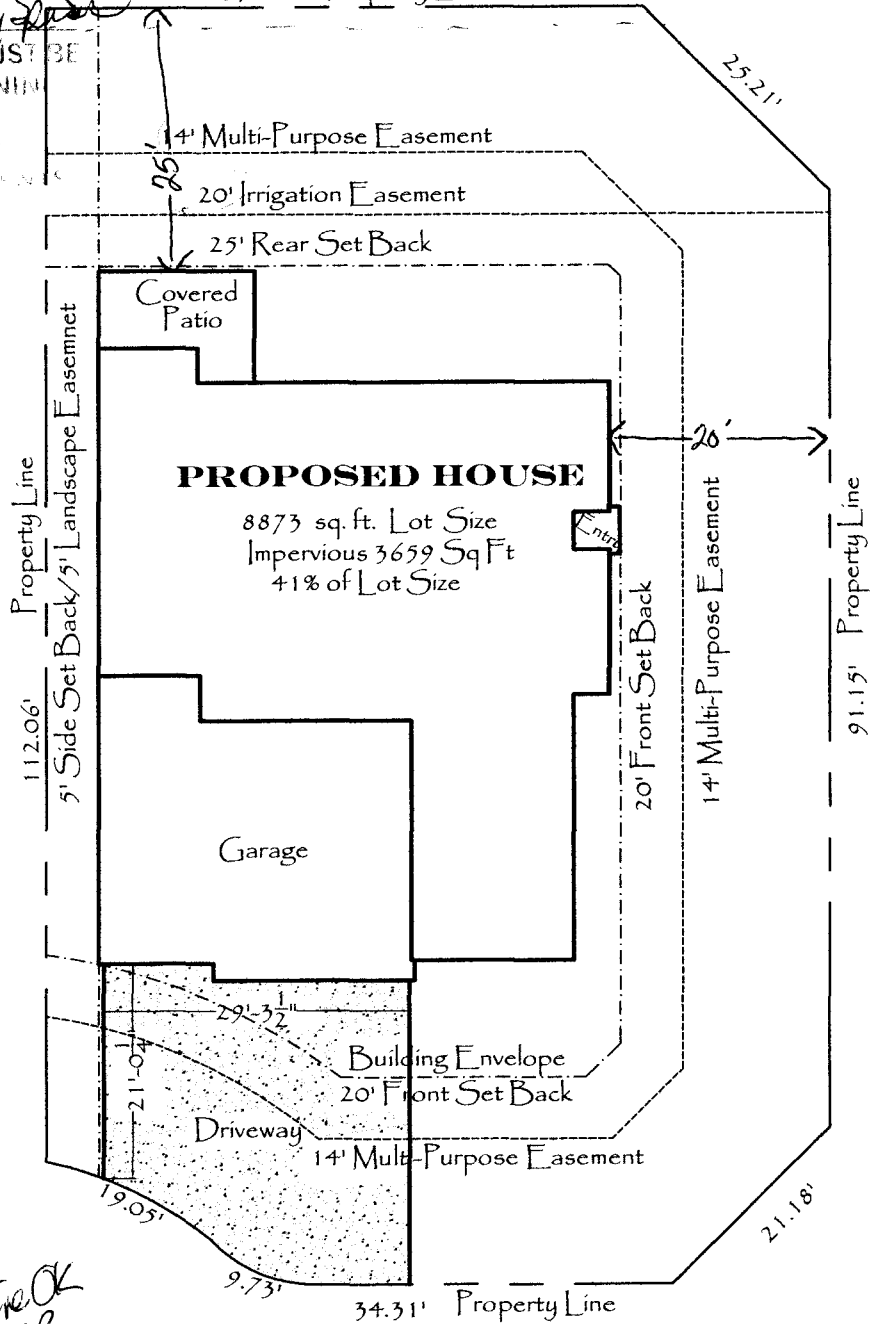 UST BE
25.21'
14' Multi-Purpose Easement
25'
20' Irrigation Easement
25' Rear Set Back
Covered
Patio
Property Line
112.06'
5' Side Set Back/5' Landscape Easemnet
20'
PROPOSED HOUSE
8873 sq. ft. Lot Size
Impervious 3659 Sq Ft
41% of Lot Size
Entry
20' Front Set Back
14' Multi-Purpose Easement
91.15' Property Line
Garage
29'-3 1/2"
21'-0 1/4"
Building Envelope
20' Front Set Back
Driveway
14' Mult-Purpose Easement
19.05'
9.73'
21.18'
34.31' Property Line
OK